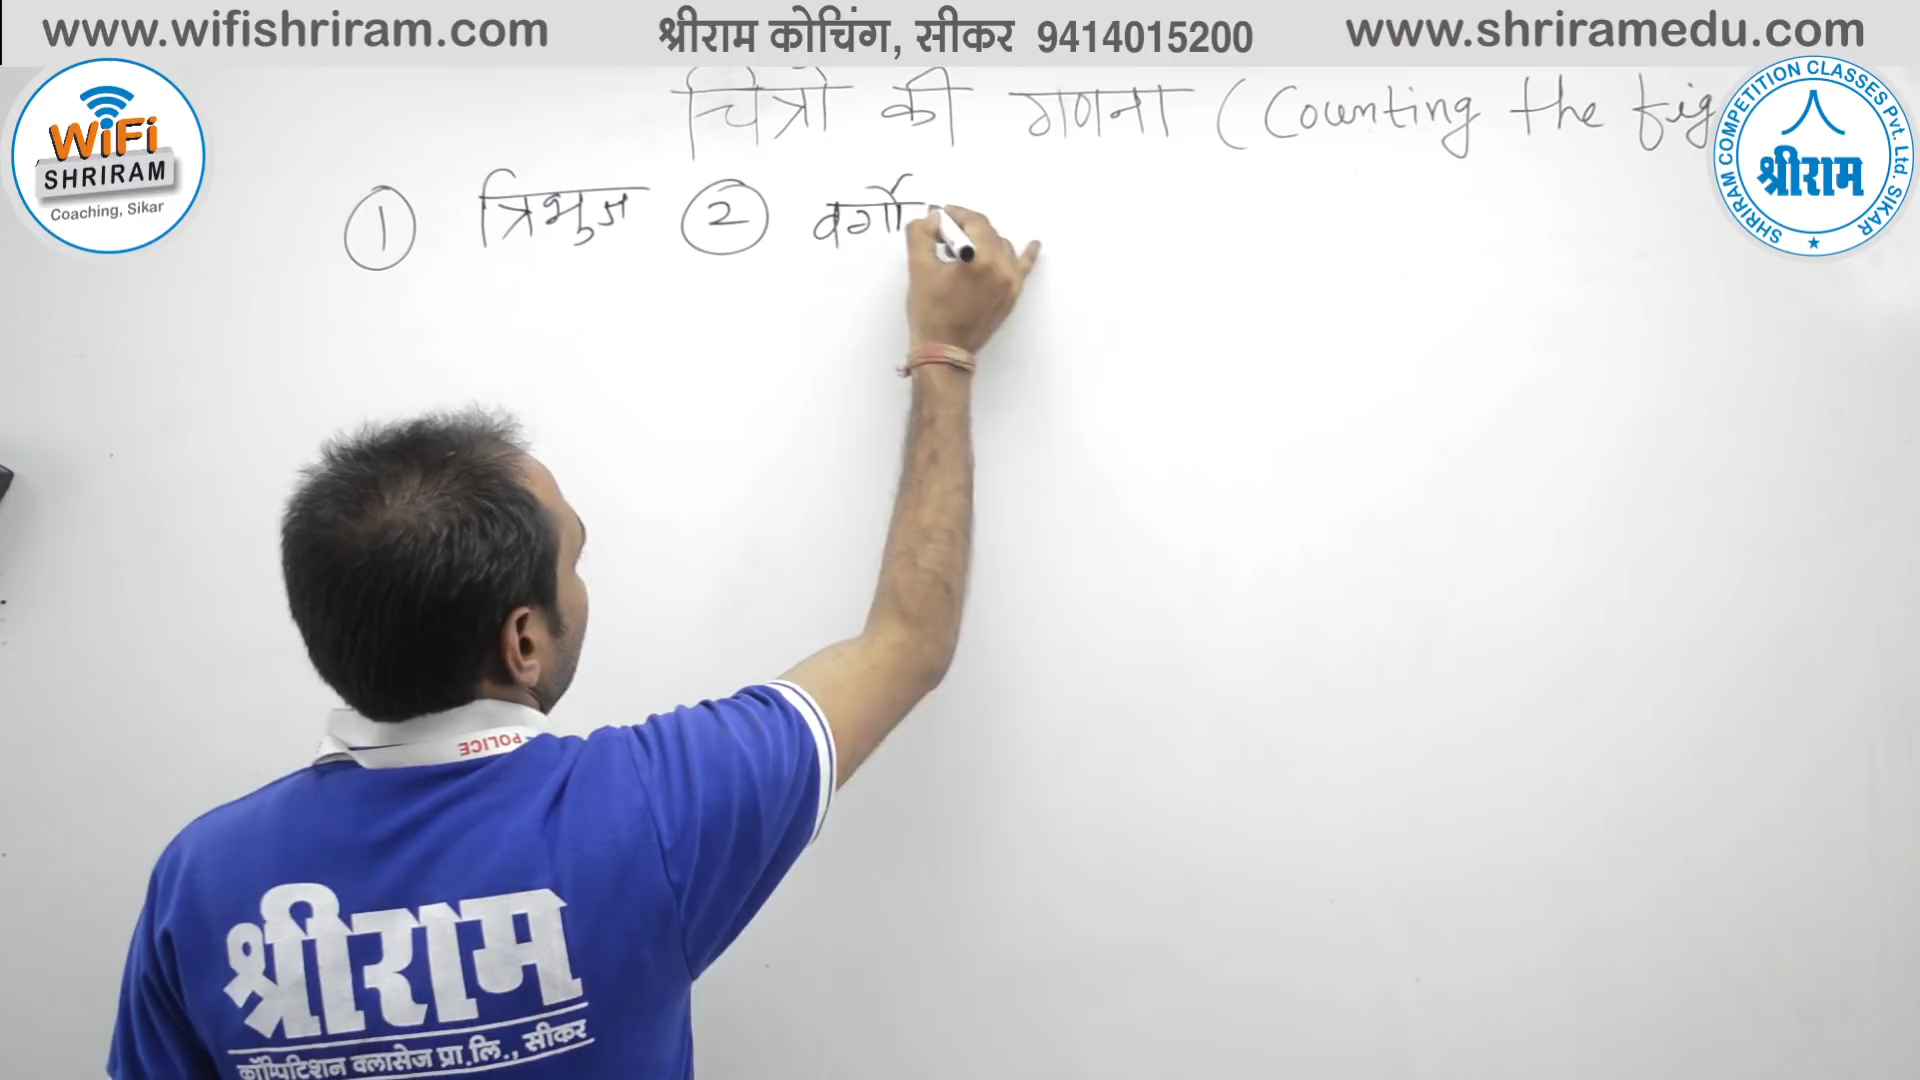 www.wifishriram.com श्रीराम कोचिंग, सीकर 9414015200 www.shriramedu.com
WiFi
SHRIRAM
Coaching, Sikar
SHRIRAM COMPETITION CLASSES Pvt. Ltd. SIKAR
श्रीराम
चित्रों की गणना (Counting the fig
① त्रिभुज ② वर्गों
POLICE
श्रीराम
कॉम्पिटिशन क्लासेज प्रा.लि., सीकर